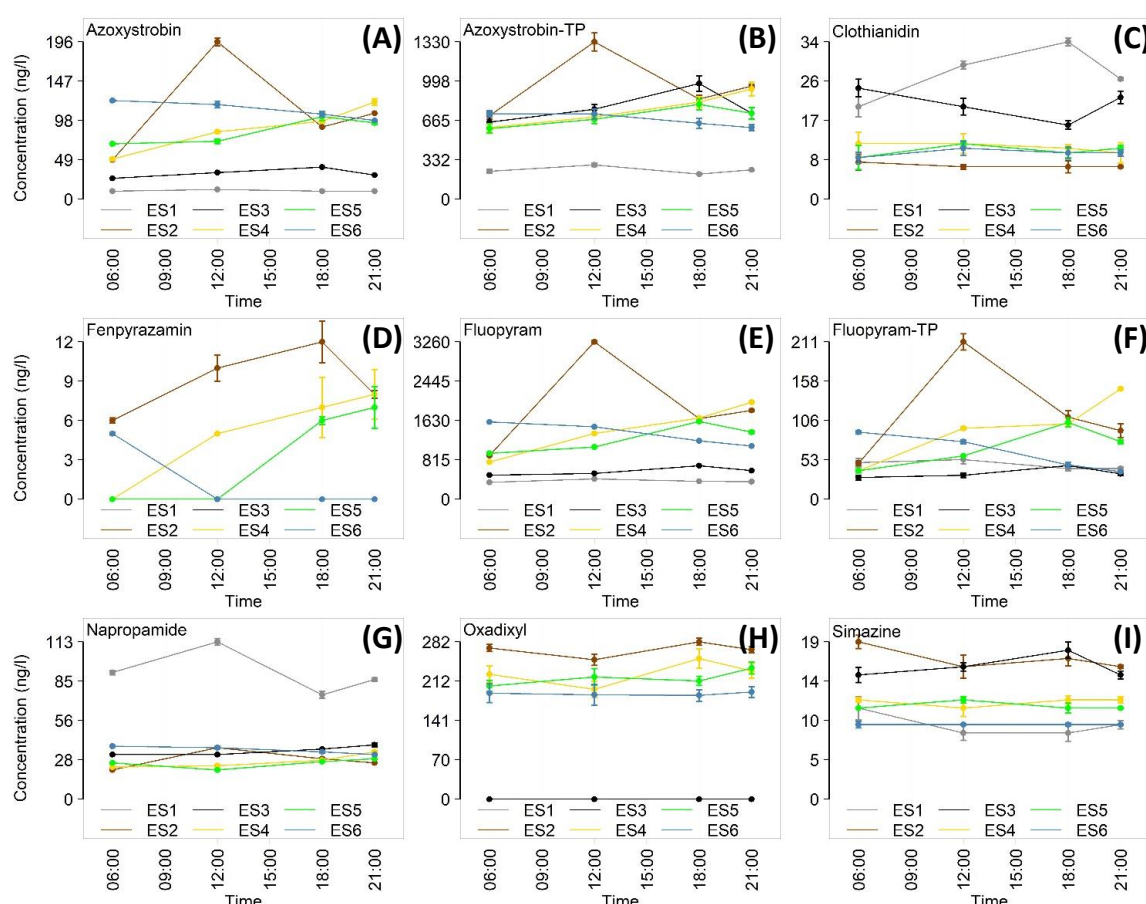 Azoxystrobin (A)
Concentration (ng/l)
196
147
98
49
0
ES1 ES3 ES5
ES2 ES4 ES6
06:00 09:00 12:00 15:00 18:00 21:00
Time
Azoxystrobin-TP (B)
1330
998
665
332
0
ES1 ES3 ES5
ES2 ES4 ES6
06:00 09:00 12:00 15:00 18:00 21:00
Time
Clothianidin (C)
34
26
17
8
0
ES1 ES3 ES5
ES2 ES4 ES6
06:00 09:00 12:00 15:00 18:00 21:00
Time
Fenpyrazamin (D)
Concentration (ng/l)
12
9
6
3
0
ES1 ES3 ES5
ES2 ES4 ES6
06:00 09:00 12:00 15:00 18:00 21:00
Time
Fluopyram (E)
3260
2445
1630
815
0
ES1 ES3 ES5
ES2 ES4 ES6
06:00 09:00 12:00 15:00 18:00 21:00
Time
Fluopyram-TP (F)
211
158
106
53
0
ES1 ES3 ES5
ES2 ES4 ES6
06:00 09:00 12:00 15:00 18:00 21:00
Time
Napropamide (G)
Concentration (ng/l)
113
85
56
28
0
ES1 ES3 ES5
ES2 ES4 ES6
06:00 09:00 12:00 15:00 18:00 21:00
Time
Oxadixyl (H)
282
212
141
70
0
ES1 ES3 ES5
ES2 ES4 ES6
06:00 09:00 12:00 15:00 18:00 21:00
Time
Simazine (I)
19
14
10
5
0
ES1 ES3 ES5
ES2 ES4 ES6
06:00 09:00 12:00 15:00 18:00 21:00
Time